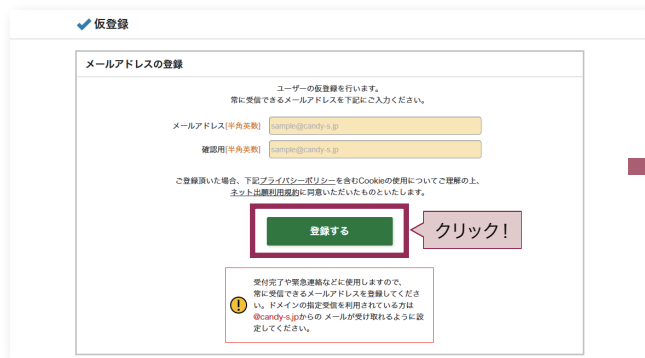 仮登録
メールアドレスの登録
ユーザーの仮登録を行います。
常に受信できるメールアドレスを下記にご入力ください。
メールアドレス[半角英数] sample@candy-s.jp
確認用[半角英数] sample@candy-s.jp
ご登録頂いた場合、下記プライバシーポリシーを含むCookieの使用についてご理解の上、
ネット出願利用規約に同意いただいたものといたします。
登録する
クリック!
受付完了や緊急連絡などに使用しますので、
常に受信できるメールアドレスを登録してくださ
い。ドメインの指定受信を利用されている方は
@candy-s.jpからの メールが受け取れるように設
定してください。